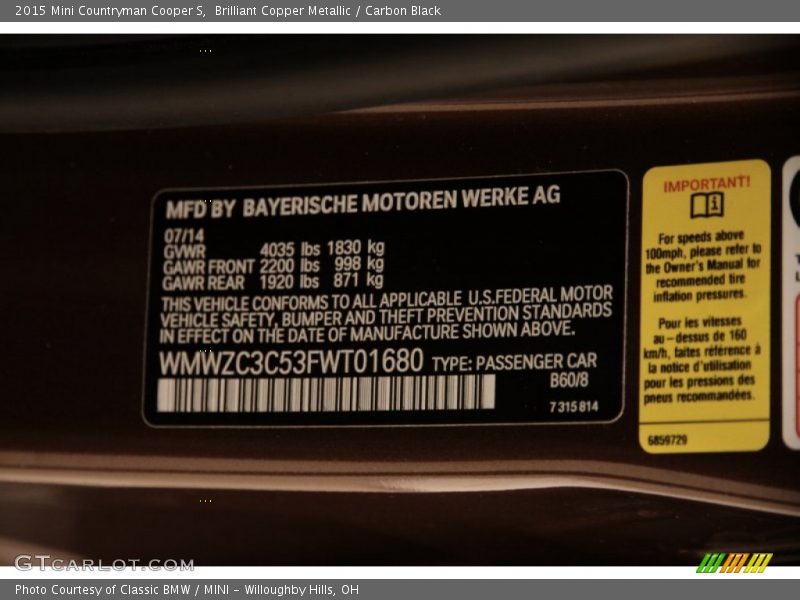 2015 Mini Countryman Cooper S,  Brilliant Copper Metallic / Carbon Black
MFD BY BAYERISCHE MOTOREN WERKE AG
07/14
GVWR 4035 lbs 1830 kg
GAWR FRONT 2200 lbs 998 kg
GAWR REAR 1920 lbs 871 kg
THIS VEHICLE CONFORMS TO ALL APPLICABLE U.S.FEDERAL MOTOR
VEHICLE SAFETY, BUMPER AND THEFT PREVENTION STANDARDS
IN EFFECT ON THE DATE OF MANUFACTURE SHOWN ABOVE.
WMWZC3C53FWT01680 TYPE: PASSENGER CAR
B60/8
7 315 814
IMPORTANT!
For speeds above
100mph, please refer to
the Owner's Manual for
recommended tire
inflation pressures.
Pour les vitesses
au-dessus de 160
km/h, faites référence à
la notice d'utilisation
pour les pressions des
pneus recommandées.
6859729
GTCARLOT.COM
Photo Courtesy of Classic BMW / MINI - Willoughby Hills, OH